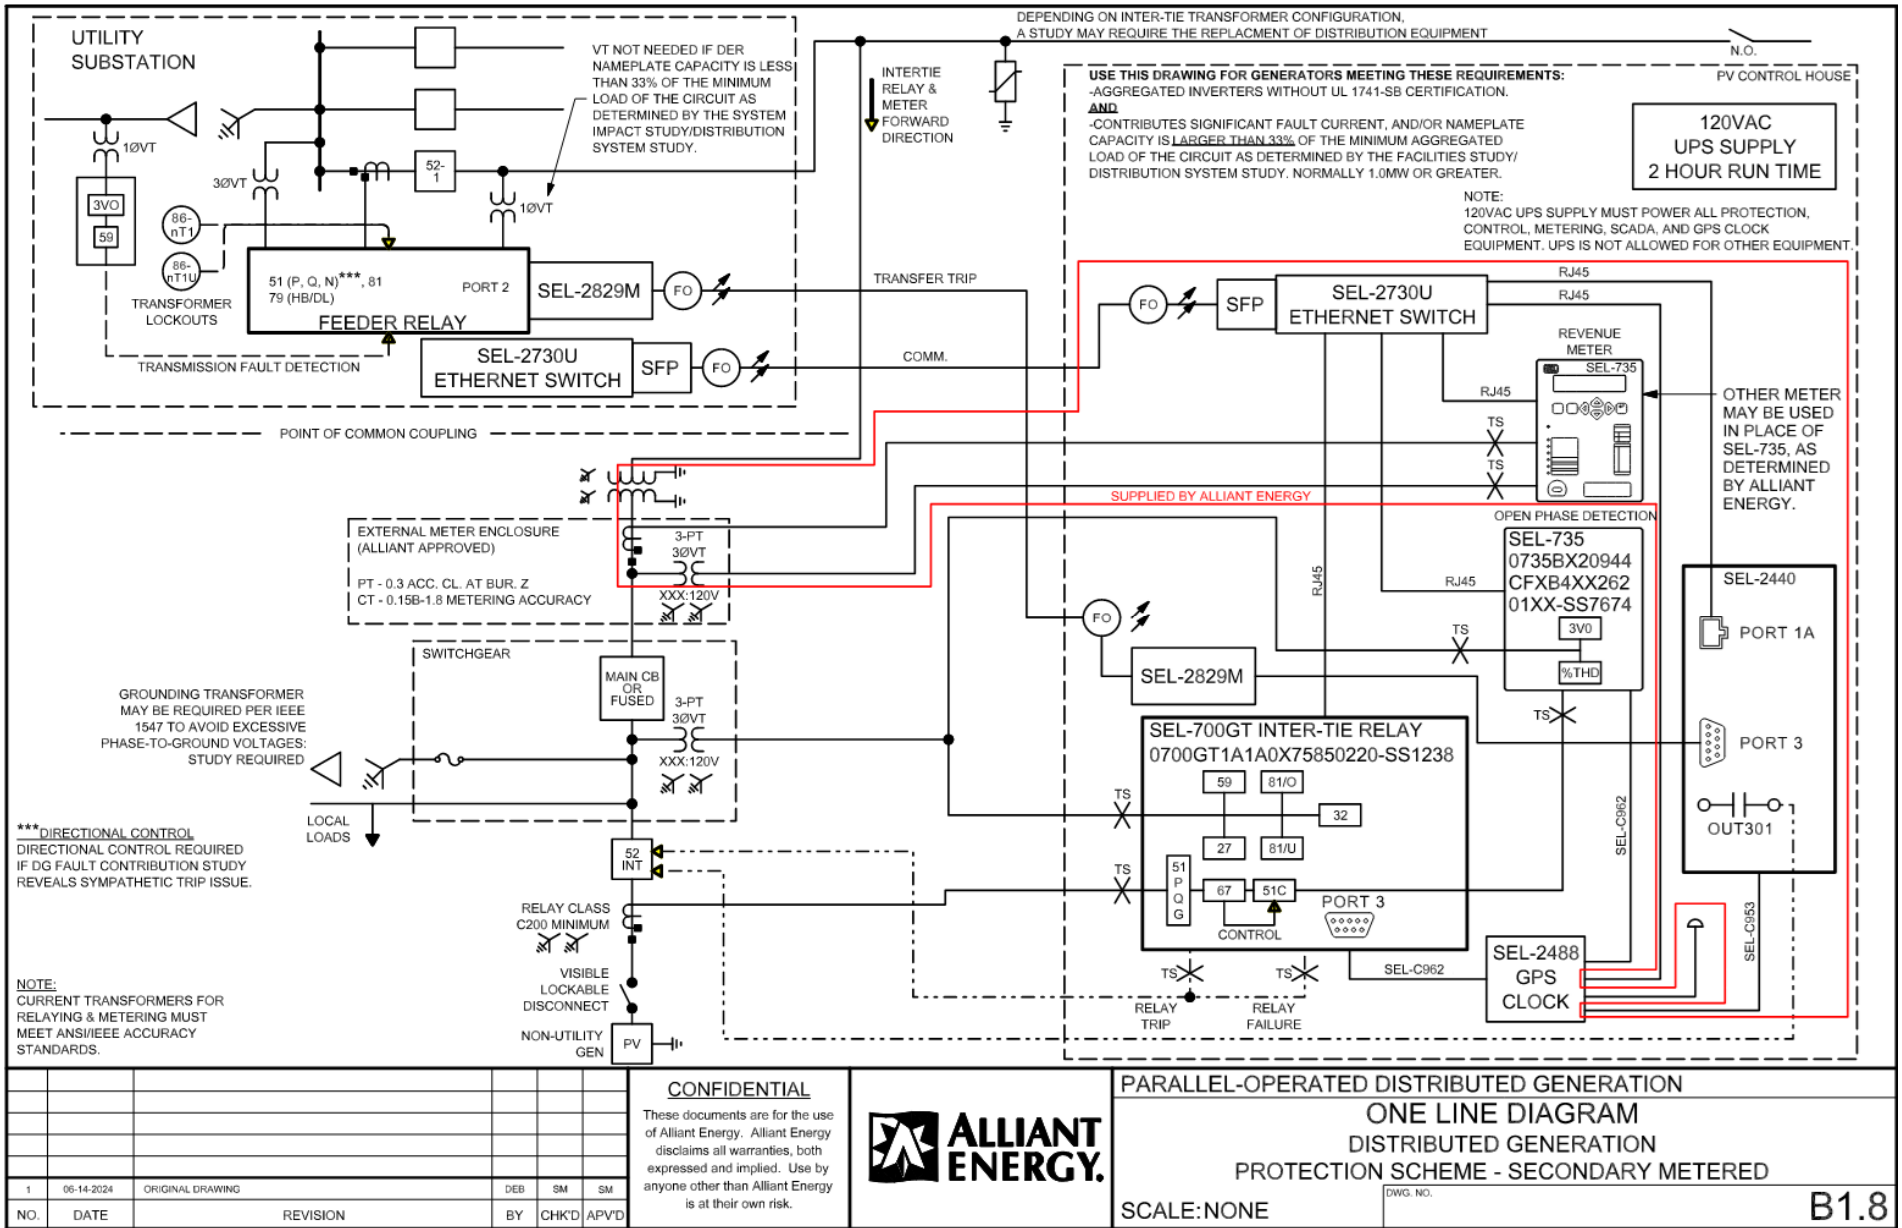 UTILITY
SUBSTATION
1ØVT
3VO
59
3ØVT
86-
nT1
86-
nT1U
TRANSFORMER
LOCKOUTS
TRANSMISSION FAULT DETECTION
VT NOT NEEDED IF DER
NAMEPLATE CAPACITY IS LESS
THAN 33% OF THE MINIMUM
LOAD OF THE CIRCUIT AS
DETERMINED BY THE SYSTEM
IMPACT STUDY/DISTRIBUTION
SYSTEM STUDY.
52-
1
1ØVT
51 (P, Q, N)***, 81
79 (HB/DL)
PORT 2
FEEDER RELAY
SEL-2829M
FO
SEL-2730U
ETHERNET SWITCH
SFP
FO
TRANSFER TRIP
COMM.
POINT OF COMMON COUPLING
DEPENDING ON INTER-TIE TRANSFORMER CONFIGURATION,
A STUDY MAY REQUIRE THE REPLACMENT OF DISTRIBUTION EQUIPMENT
N.O.
INTERTIE
RELAY &
METER
FORWARD
DIRECTION
USE THIS DRAWING FOR GENERATORS MEETING THESE REQUIREMENTS:
-AGGREGATED INVERTERS WITHOUT UL 1741-SB CERTIFICATION.
AND
-CONTRIBUTES SIGNIFICANT FAULT CURRENT, AND/OR NAMEPLATE
CAPACITY IS LARGER THAN 33% OF THE MINIMUM AGGREGATED
LOAD OF THE CIRCUIT AS DETERMINED BY THE FACILITIES STUDY/
DISTRIBUTION SYSTEM STUDY. NORMALLY 1.0MW OR GREATER.
PV CONTROL HOUSE
120VAC
UPS SUPPLY
2 HOUR RUN TIME
NOTE:
120VAC UPS SUPPLY MUST POWER ALL PROTECTION,
CONTROL, METERING, SCADA, AND GPS CLOCK
EQUIPMENT. UPS IS NOT ALLOWED FOR OTHER EQUIPMENT.
FO
SFP
SEL-2730U
ETHERNET SWITCH
RJ45
RJ45
REVENUE
METER
SEL-735
RJ45
TS
TS
OTHER METER
MAY BE USED
IN PLACE OF
SEL-735, AS
DETERMINED
BY ALLIANT
ENERGY.
SUPPLIED BY ALLIANT ENERGY
OPEN PHASE DETECTION
SEL-735
0735BX20944
CFXB4XX262
01XX-SS7674
3V0
%THD
RJ45
RJ45
TS
TS
SEL-2440
PORT 1A
PORT 3
OUT301
EXTERNAL METER ENCLOSURE
(ALLIANT APPROVED)
PT - 0.3 ACC. CL. AT BUR. Z
CT - 0.15B-1.8 METERING ACCURACY
3-PT
3ØVT
XXX:120V
SWITCHGEAR
MAIN CB
OR
FUSED
3-PT
3ØVT
XXX:120V
GROUNDING TRANSFORMER
MAY BE REQUIRED PER IEEE
1547 TO AVOID EXCESSIVE
PHASE-TO-GROUND VOLTAGES:
STUDY REQUIRED
LOCAL
LOADS
***DIRECTIONAL CONTROL
DIRECTIONAL CONTROL REQUIRED
IF DG FAULT CONTRIBUTION STUDY
REVEALS SYMPATHETIC TRIP ISSUE.
52
INT
RELAY CLASS
C200 MINIMUM
VISIBLE
LOCKABLE
DISCONNECT
NON-UTILITY
GEN
PV
NOTE:
CURRENT TRANSFORMERS FOR
RELAYING & METERING MUST
MEET ANSI/IEEE ACCURACY
STANDARDS.
FO
SEL-2829M
SEL-700GT INTER-TIE RELAY
0700GT1A1A0X75850220-SS1238
59
81/O
32
27
81/U
51
P
Q
G
67
51C
CONTROL
PORT 3
TS
TS
TS
TS
RELAY
TRIP
RELAY
FAILURE
SEL-C962
SEL-C962
SEL-C953
SEL-2488
GPS
CLOCK
1
06-14-2024
ORIGINAL DRAWING
DEB
SM
SM
NO.
DATE
REVISION
BY
CHK'D
APV'D
CONFIDENTIAL
These documents are for the use
of Alliant Energy. Alliant Energy
disclaims all warranties, both
expressed and implied. Use by
anyone other than Alliant Energy
is at their own risk.
ALLIANT
ENERGY.
PARALLEL-OPERATED DISTRIBUTED GENERATION
ONE LINE DIAGRAM
DISTRIBUTED GENERATION
PROTECTION SCHEME - SECONDARY METERED
SCALE:NONE
DWG. NO.
B1.8